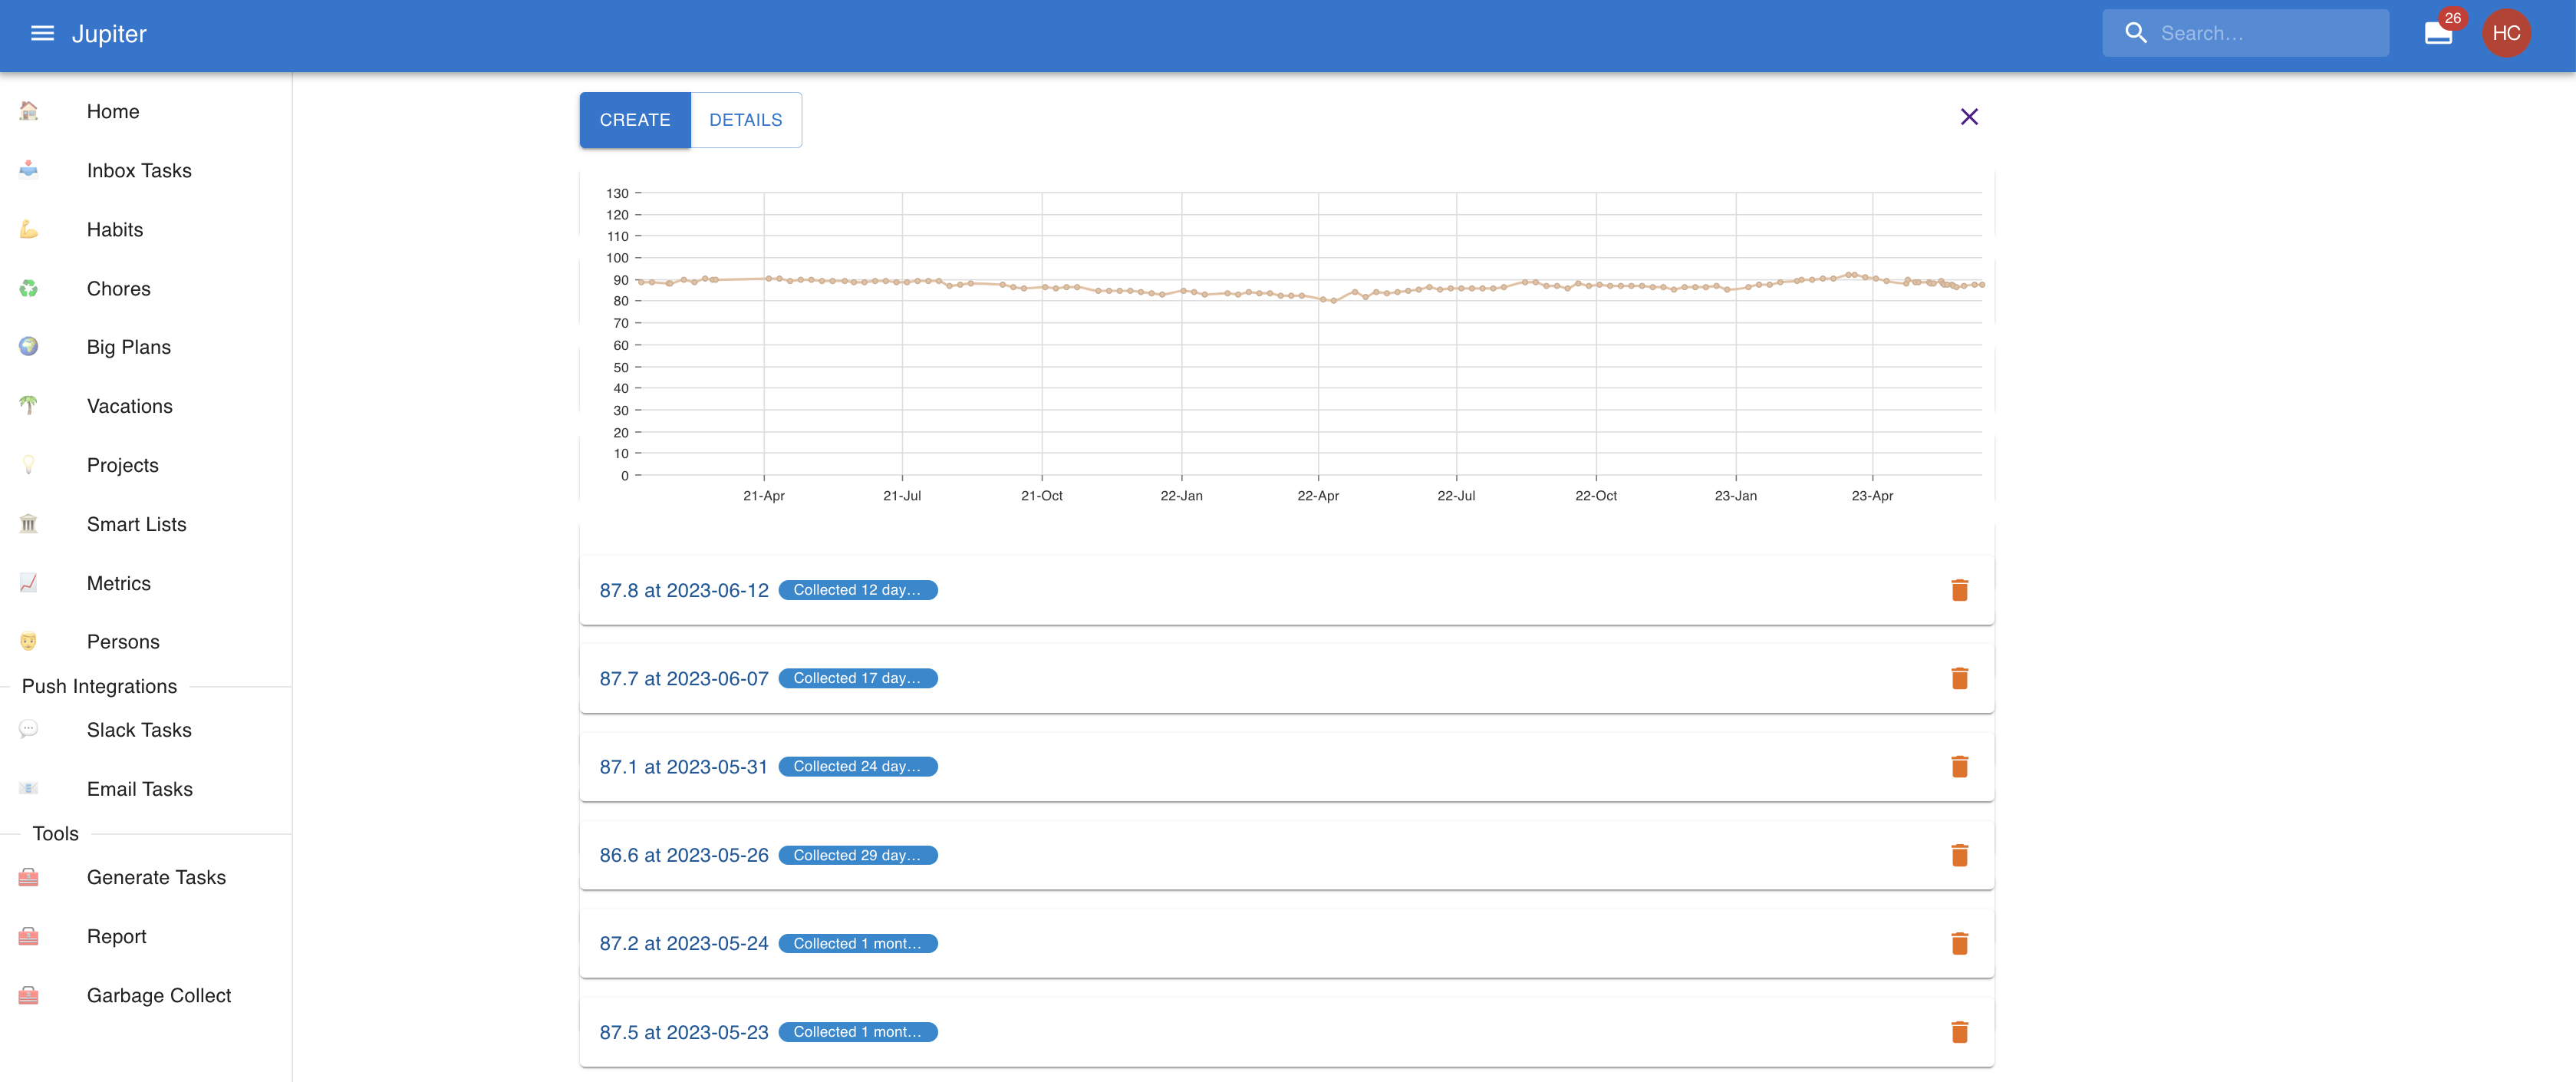 Jupiter
Search...
26
HC
Home
Inbox Tasks
Habits
Chores
Big Plans
Vacations
Projects
Smart Lists
Metrics
Persons
Push Integrations
Slack Tasks
Email Tasks
Tools
Generate Tasks
Report
Garbage Collect
CREATE DETAILS
130
120
110
100
90
80
70
60
50
40
30
20
10
0
21-Apr 21-Jul 21-Oct 22-Jan 22-Apr 22-Jul 22-Oct 23-Jan 23-Apr
87.8 at 2023-06-12 Collected 12 day...
87.7 at 2023-06-07 Collected 17 day...
87.1 at 2023-05-31 Collected 24 day...
86.6 at 2023-05-26 Collected 29 day...
87.2 at 2023-05-24 Collected 1 mont...
87.5 at 2023-05-23 Collected 1 mont...